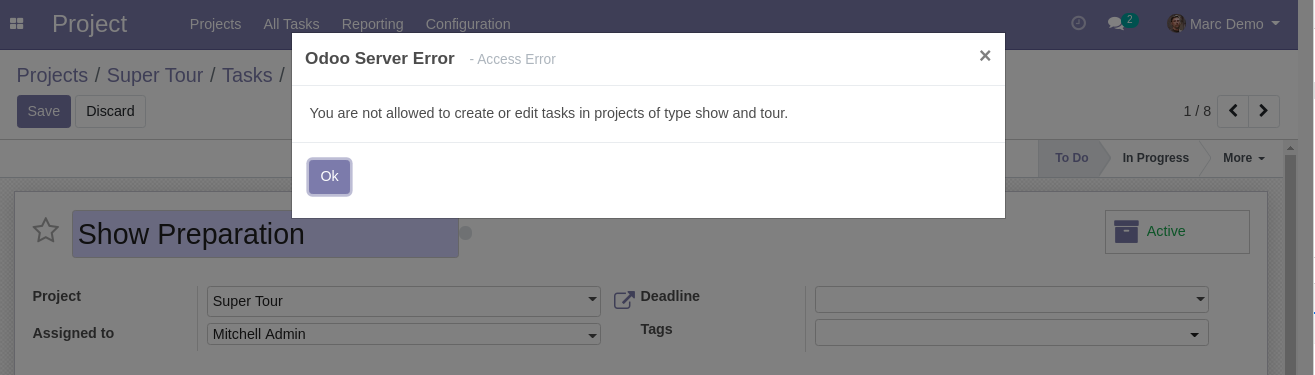 Project Projects All Tasks Reporting Configuration 2 Marc Demo
Odoo Server Error - Access Error ×
Projects / Super Tour / Tasks /
You are not allowed to create or edit tasks in projects of type show and tour.
Save Discard 1 / 8
To Do In Progress More
Ok
Show Preparation
Active
Project Super Tour Deadline
Assigned to Mitchell Admin Tags